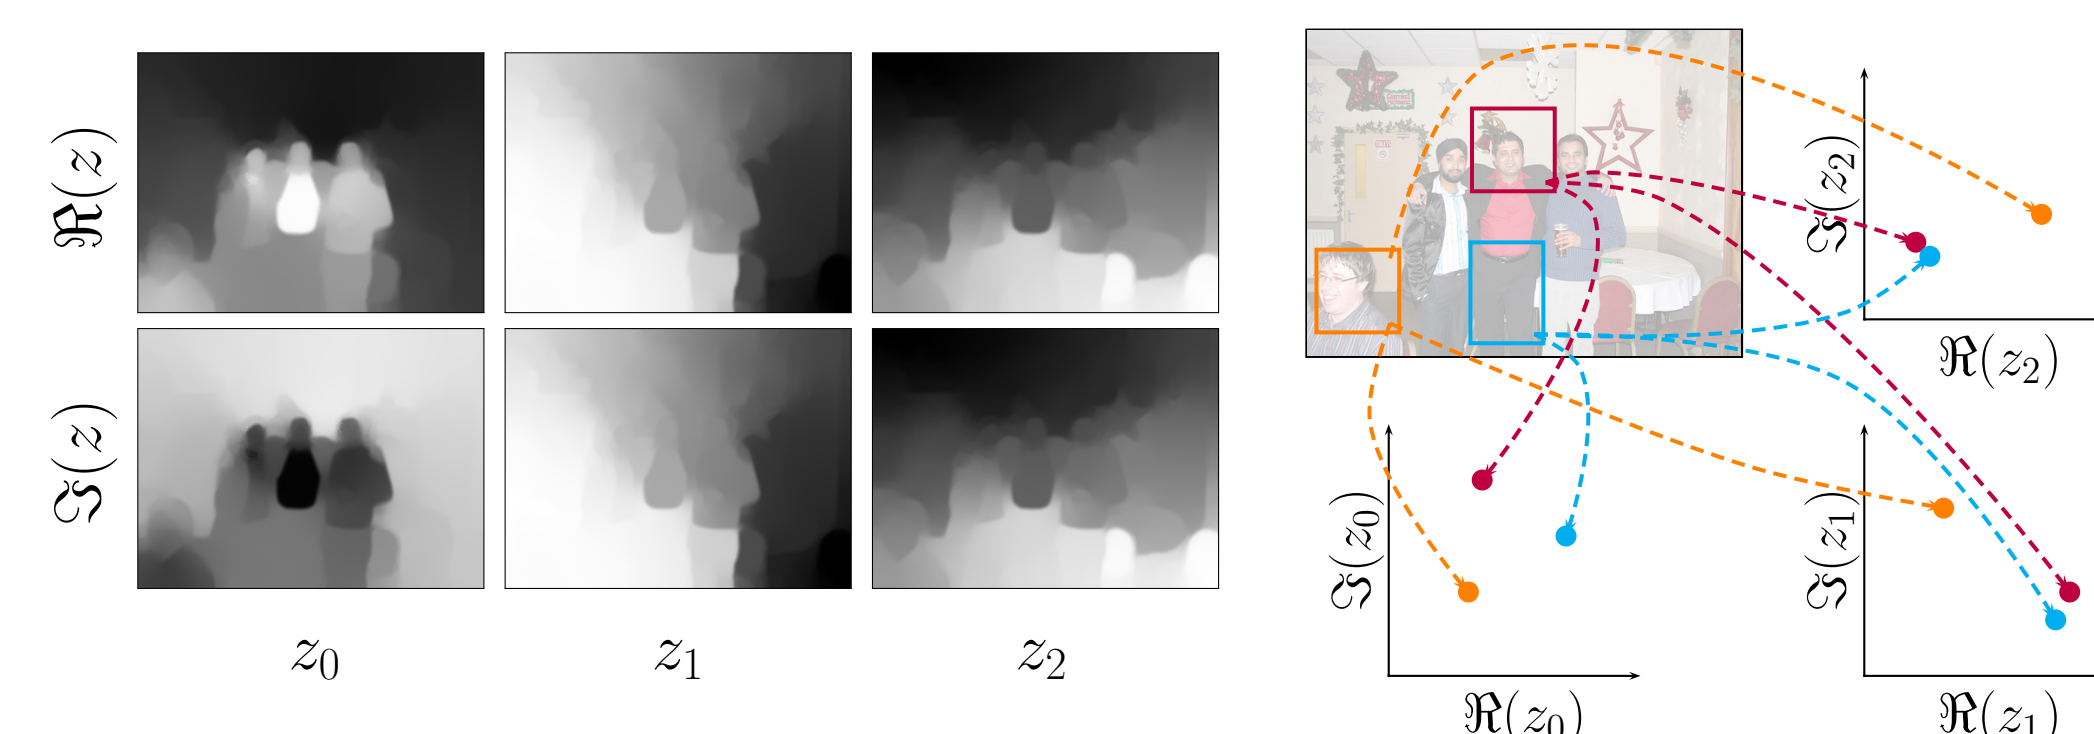 ℜ(z)
ℑ(z)
z₀
z₁
z₂
ℑ(z₂)
ℜ(z₂)
ℑ(z₀)
ℜ(z₀)
ℑ(z₁)
ℜ(z₁)